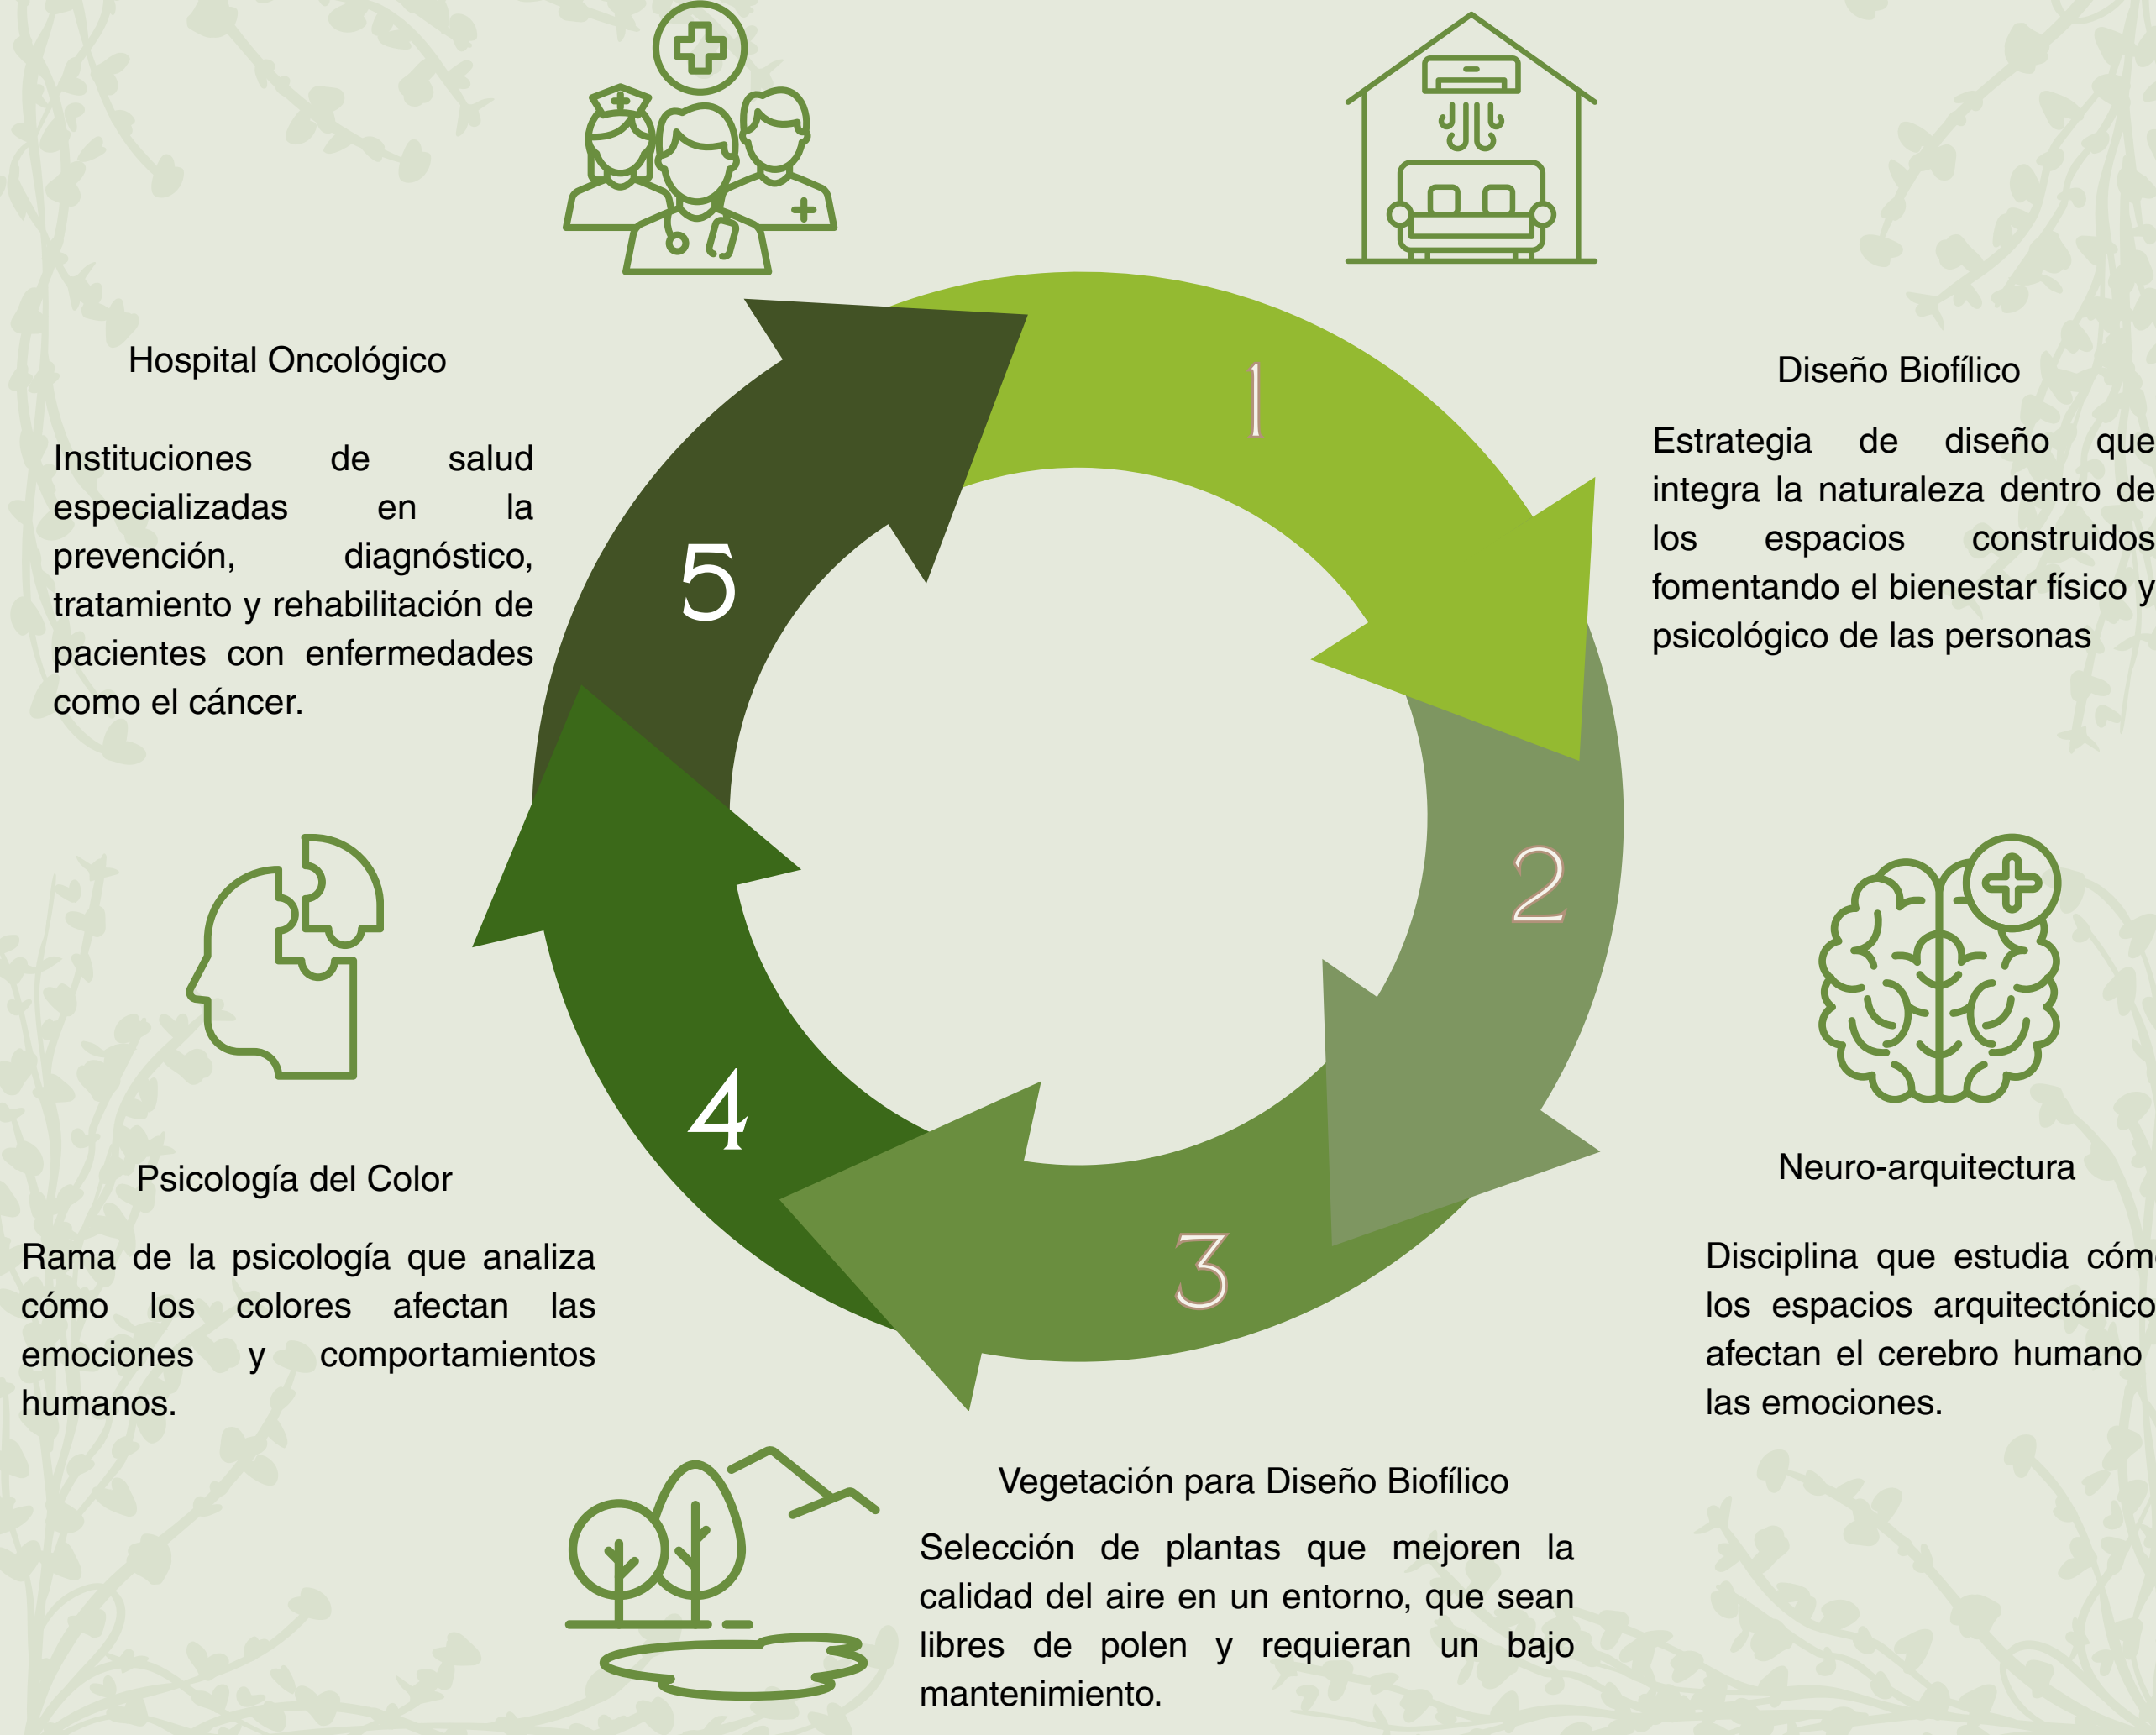 1
Diseño Biofílico
Estrategia de diseño que
integra la naturaleza dentro de
los espacios construidos
fomentando el bienestar físico y
psicológico de las personas
2
Neuro-arquitectura
Disciplina que estudia
los espacios
afectan el cerebro humano
las emociones.
3
Vegetación para Diseño Biofílico
Selección de plantas que mejoren la
calidad del aire en un entorno, que sean
libres de polen y requieran un bajo
mantenimiento.
4
Psicología del Color
Rama de la psicología que analiza
cómo los colores afectan las
emociones y comportamientos
humanos.
5
Hospital Oncológico
Instituciones de salud
especializadas en la
prevención, diagnóstico,
tratamiento y rehabilitación de
pacientes con enfermedades
como el cáncer.